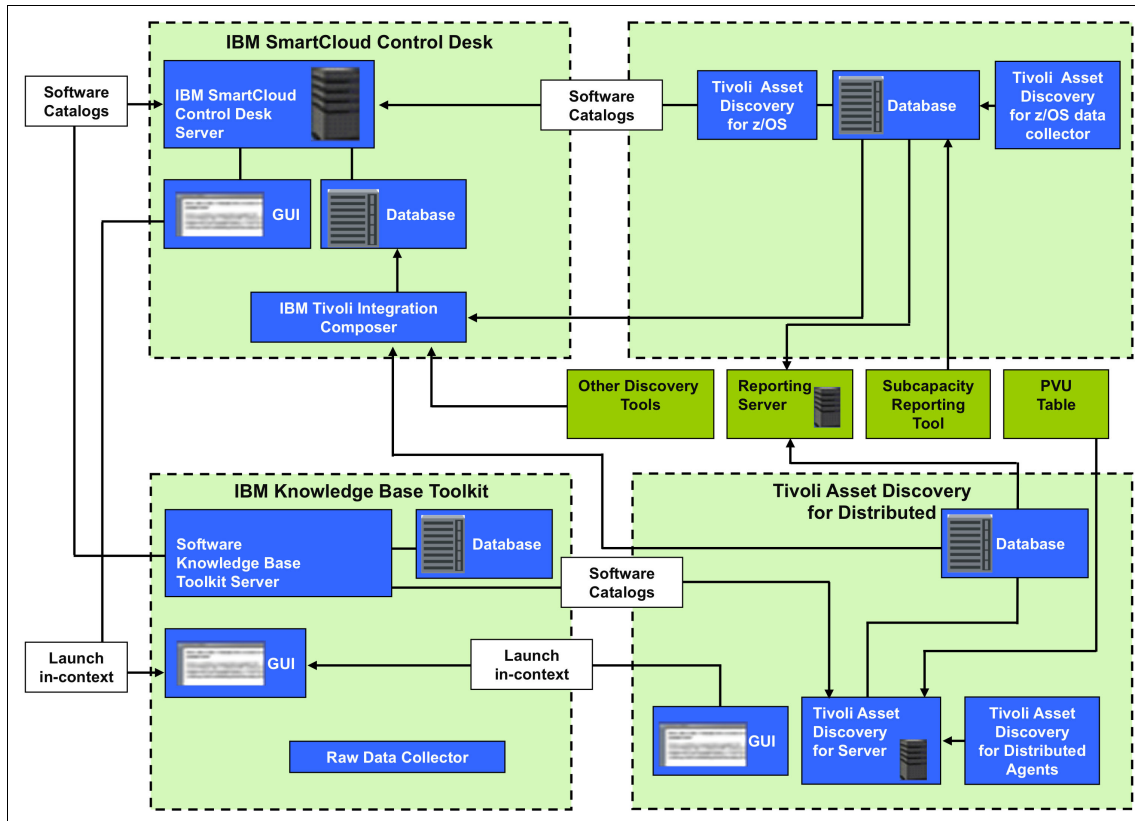 IBM SmartCloud Control Desk
Software
Catalogs
IBM SmartCloud
Control Desk
Server
Software
Catalogs
Tivoli Asset
Discovery
for z/OS
Database
Tivoli Asset
Discovery
for z/OS data
collector
GUI
Database
IBM Tivoli Integration
Composer
Other Discovery
Tools
Reporting
Server
Subcapacity
Reporting
Tool
PVU
Table
IBM Knowledge Base Toolkit
Tivoli Asset Discovery
for Distributed
Software
Knowledge Base
Toolkit Server
Database
Database
Software
Catalogs
Launch
in-context
GUI
Launch
in-context
GUI
Tivoli Asset
Discovery
for Server
Tivoli Asset
Discovery
for Distributed
Agents
Raw Data Collector